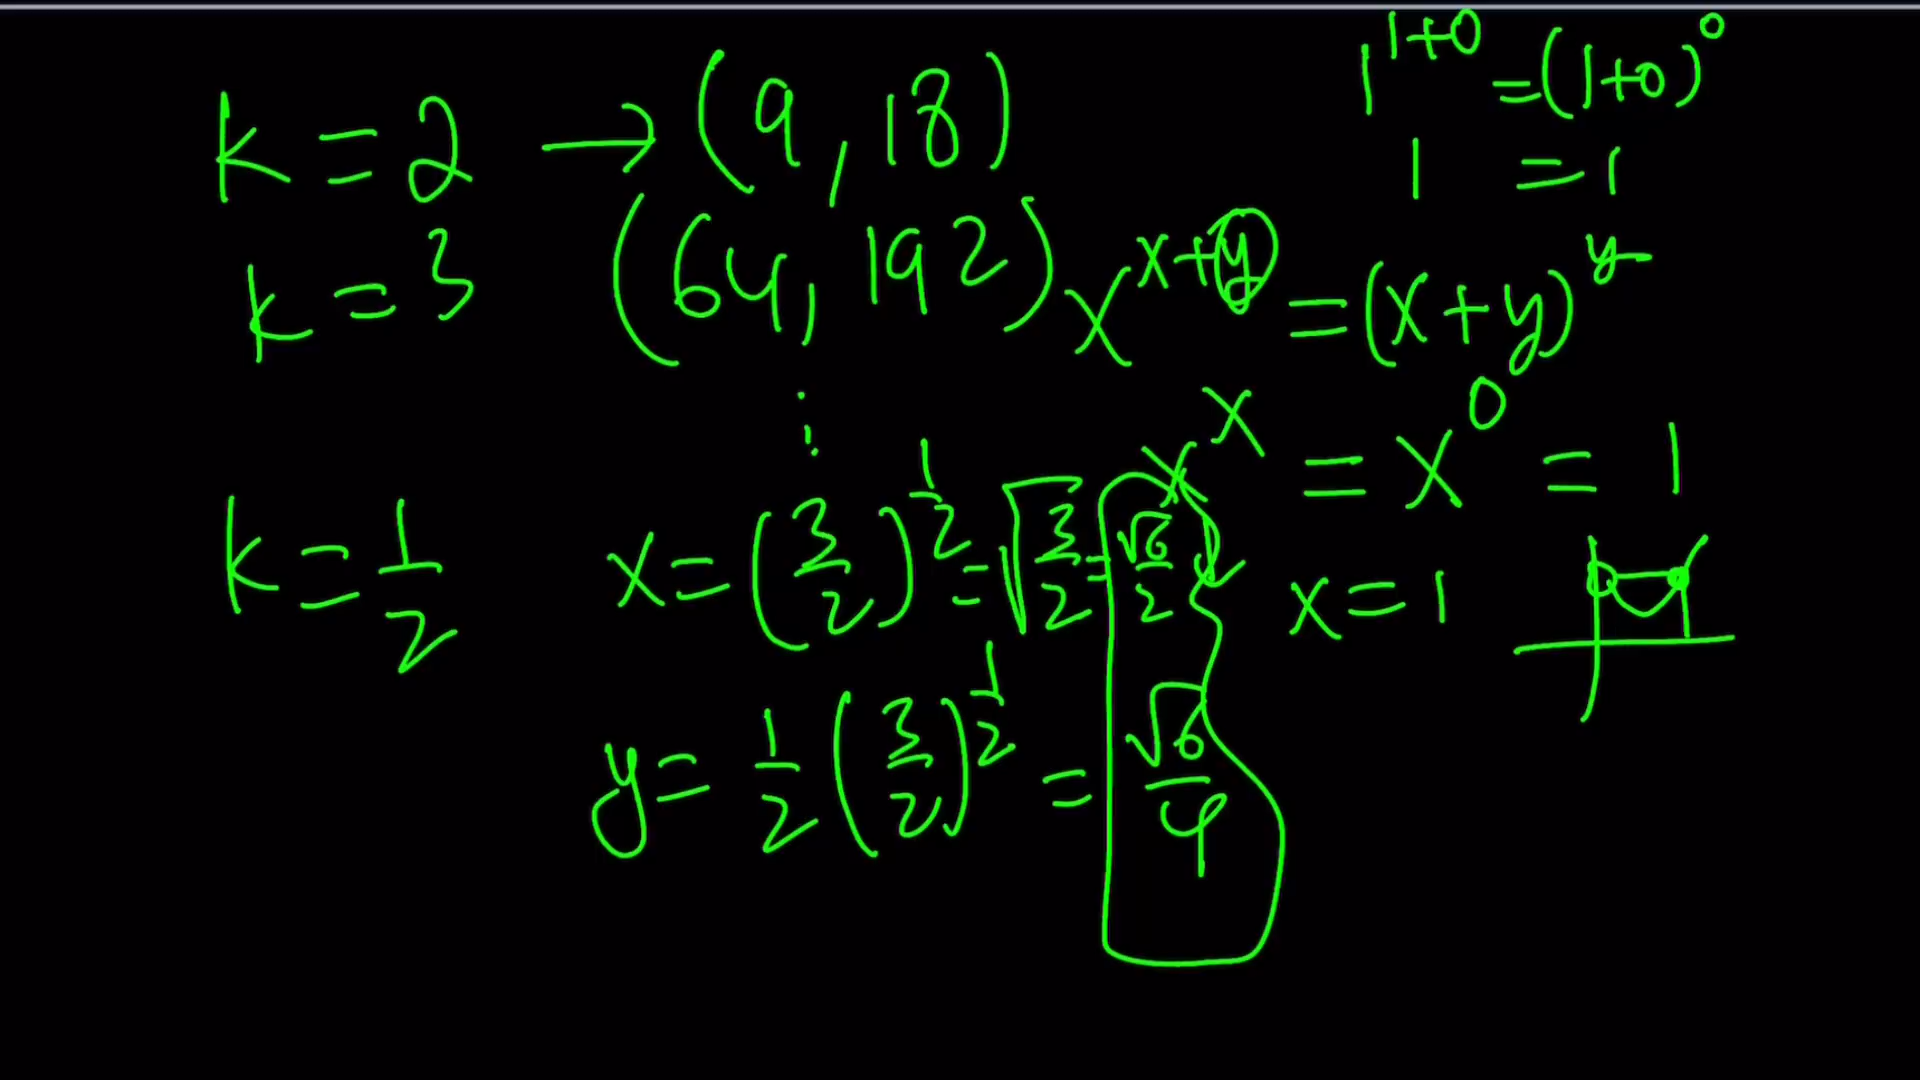 k = 2 → (9, 18)
k = 3 (64, 192)
⋮
k = 1/2 x = (3/2)^(1/2) = √(3/2) = √6/2
y = 1/2 (3/2)^(1/2) = √6/4
1^(1+0) = (1+0)^0
1 = 1
x^(x+y) = (x+y)^y
x^x = x^0 = 1
x = 1